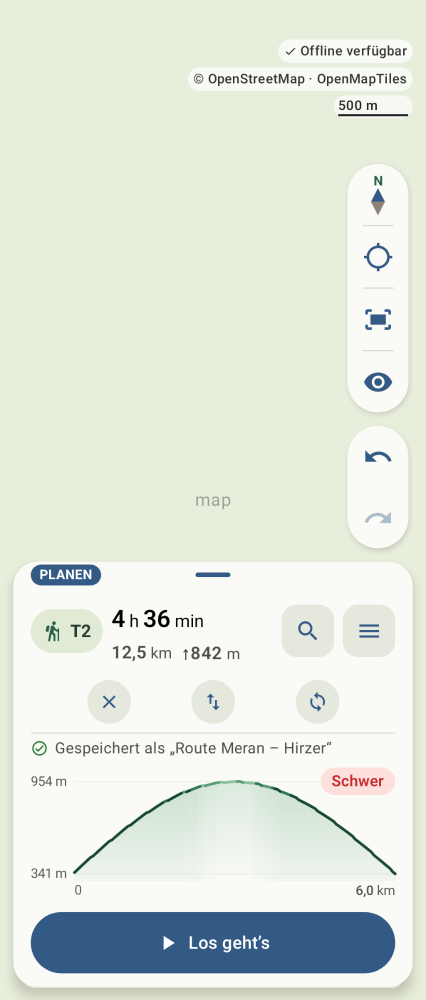 Offline verfügbar
© OpenStreetMap · OpenMapTiles
500 m
N
map
PLANEN
T2
4 h 36 min
12,5 km ↑842 m
Gespeichert als „Route Meran – Hirzer“
954 m
Schwer
341 m
0
6,0 km
Los geht’s